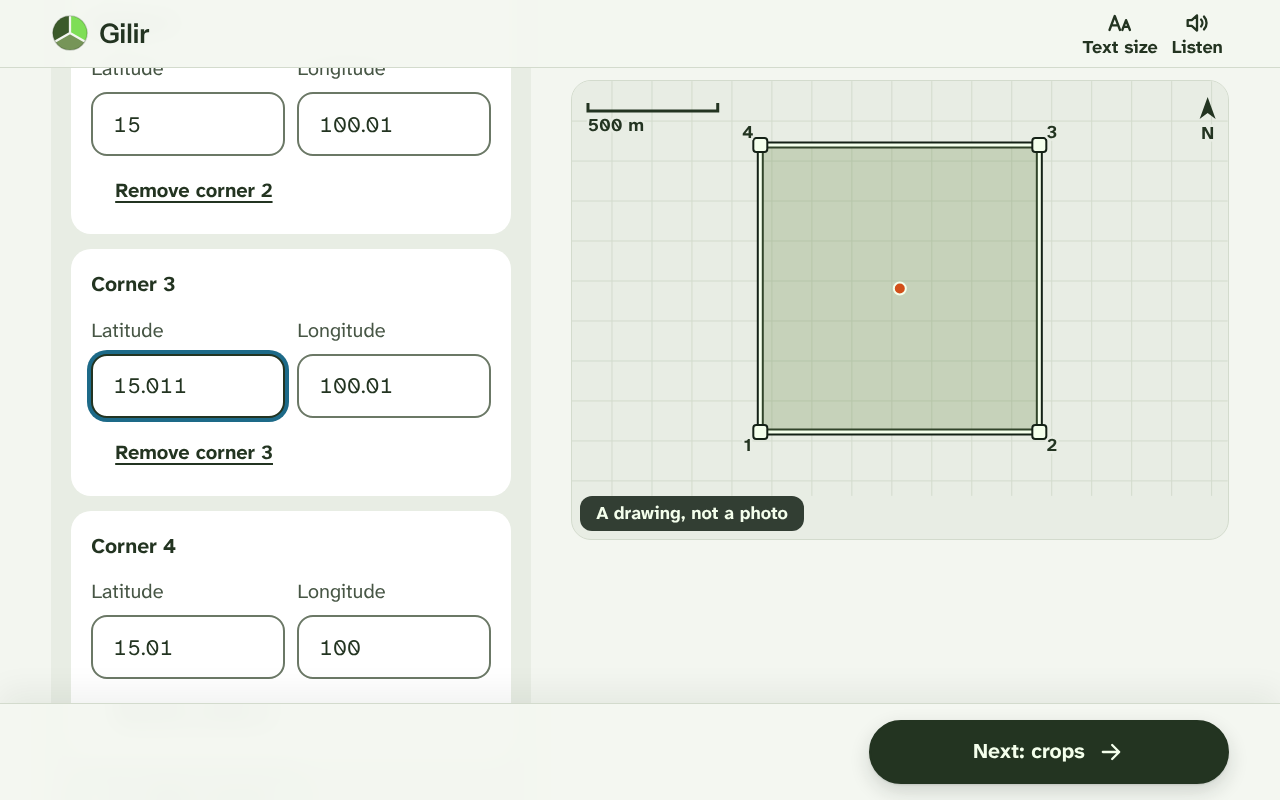 Gilir
Text size
Listen
Latitude
Longitude
15
100.01
Remove corner 2
Corner 3
Latitude
Longitude
15.011
100.01
Remove corner 3
Corner 4
Latitude
Longitude
15.01
100
500 m
N
4
3
1
2
A drawing, not a photo
Next: crops